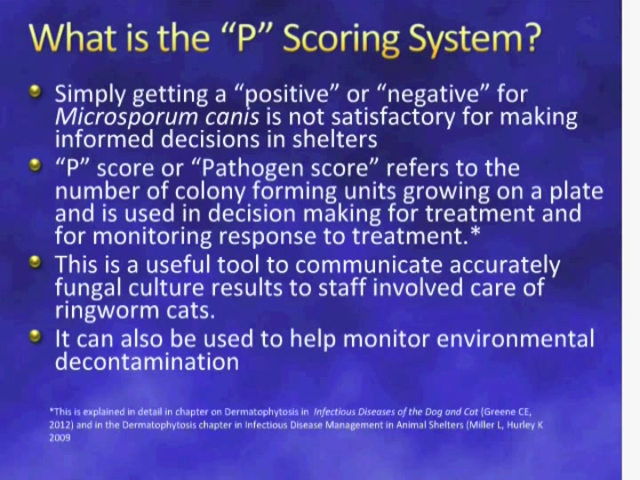 What is the “P” Scoring System?
Simply getting a “positive” or “negative” for
Microsporum canis is not satisfactory for making
informed decisions in shelters
“P” score or “Pathogen score” refers to the
number of colony forming units growing on a plate
and is used in decision making for treatment and
for monitoring response to treatment.*
This is a useful tool to communicate accurately
fungal culture results to staff involved care of
ringworm cats.
It can also be used to help monitor environmental
decontamination
*This is explained in detail in chapter on Dermatophytosis in Infectious Diseases of the Dog and Cat (Greene CE,
2012) and in the Dermatophytosis chapter in Infectious Disease Management in Animal Shelters (Miller L, Hurley K
2009